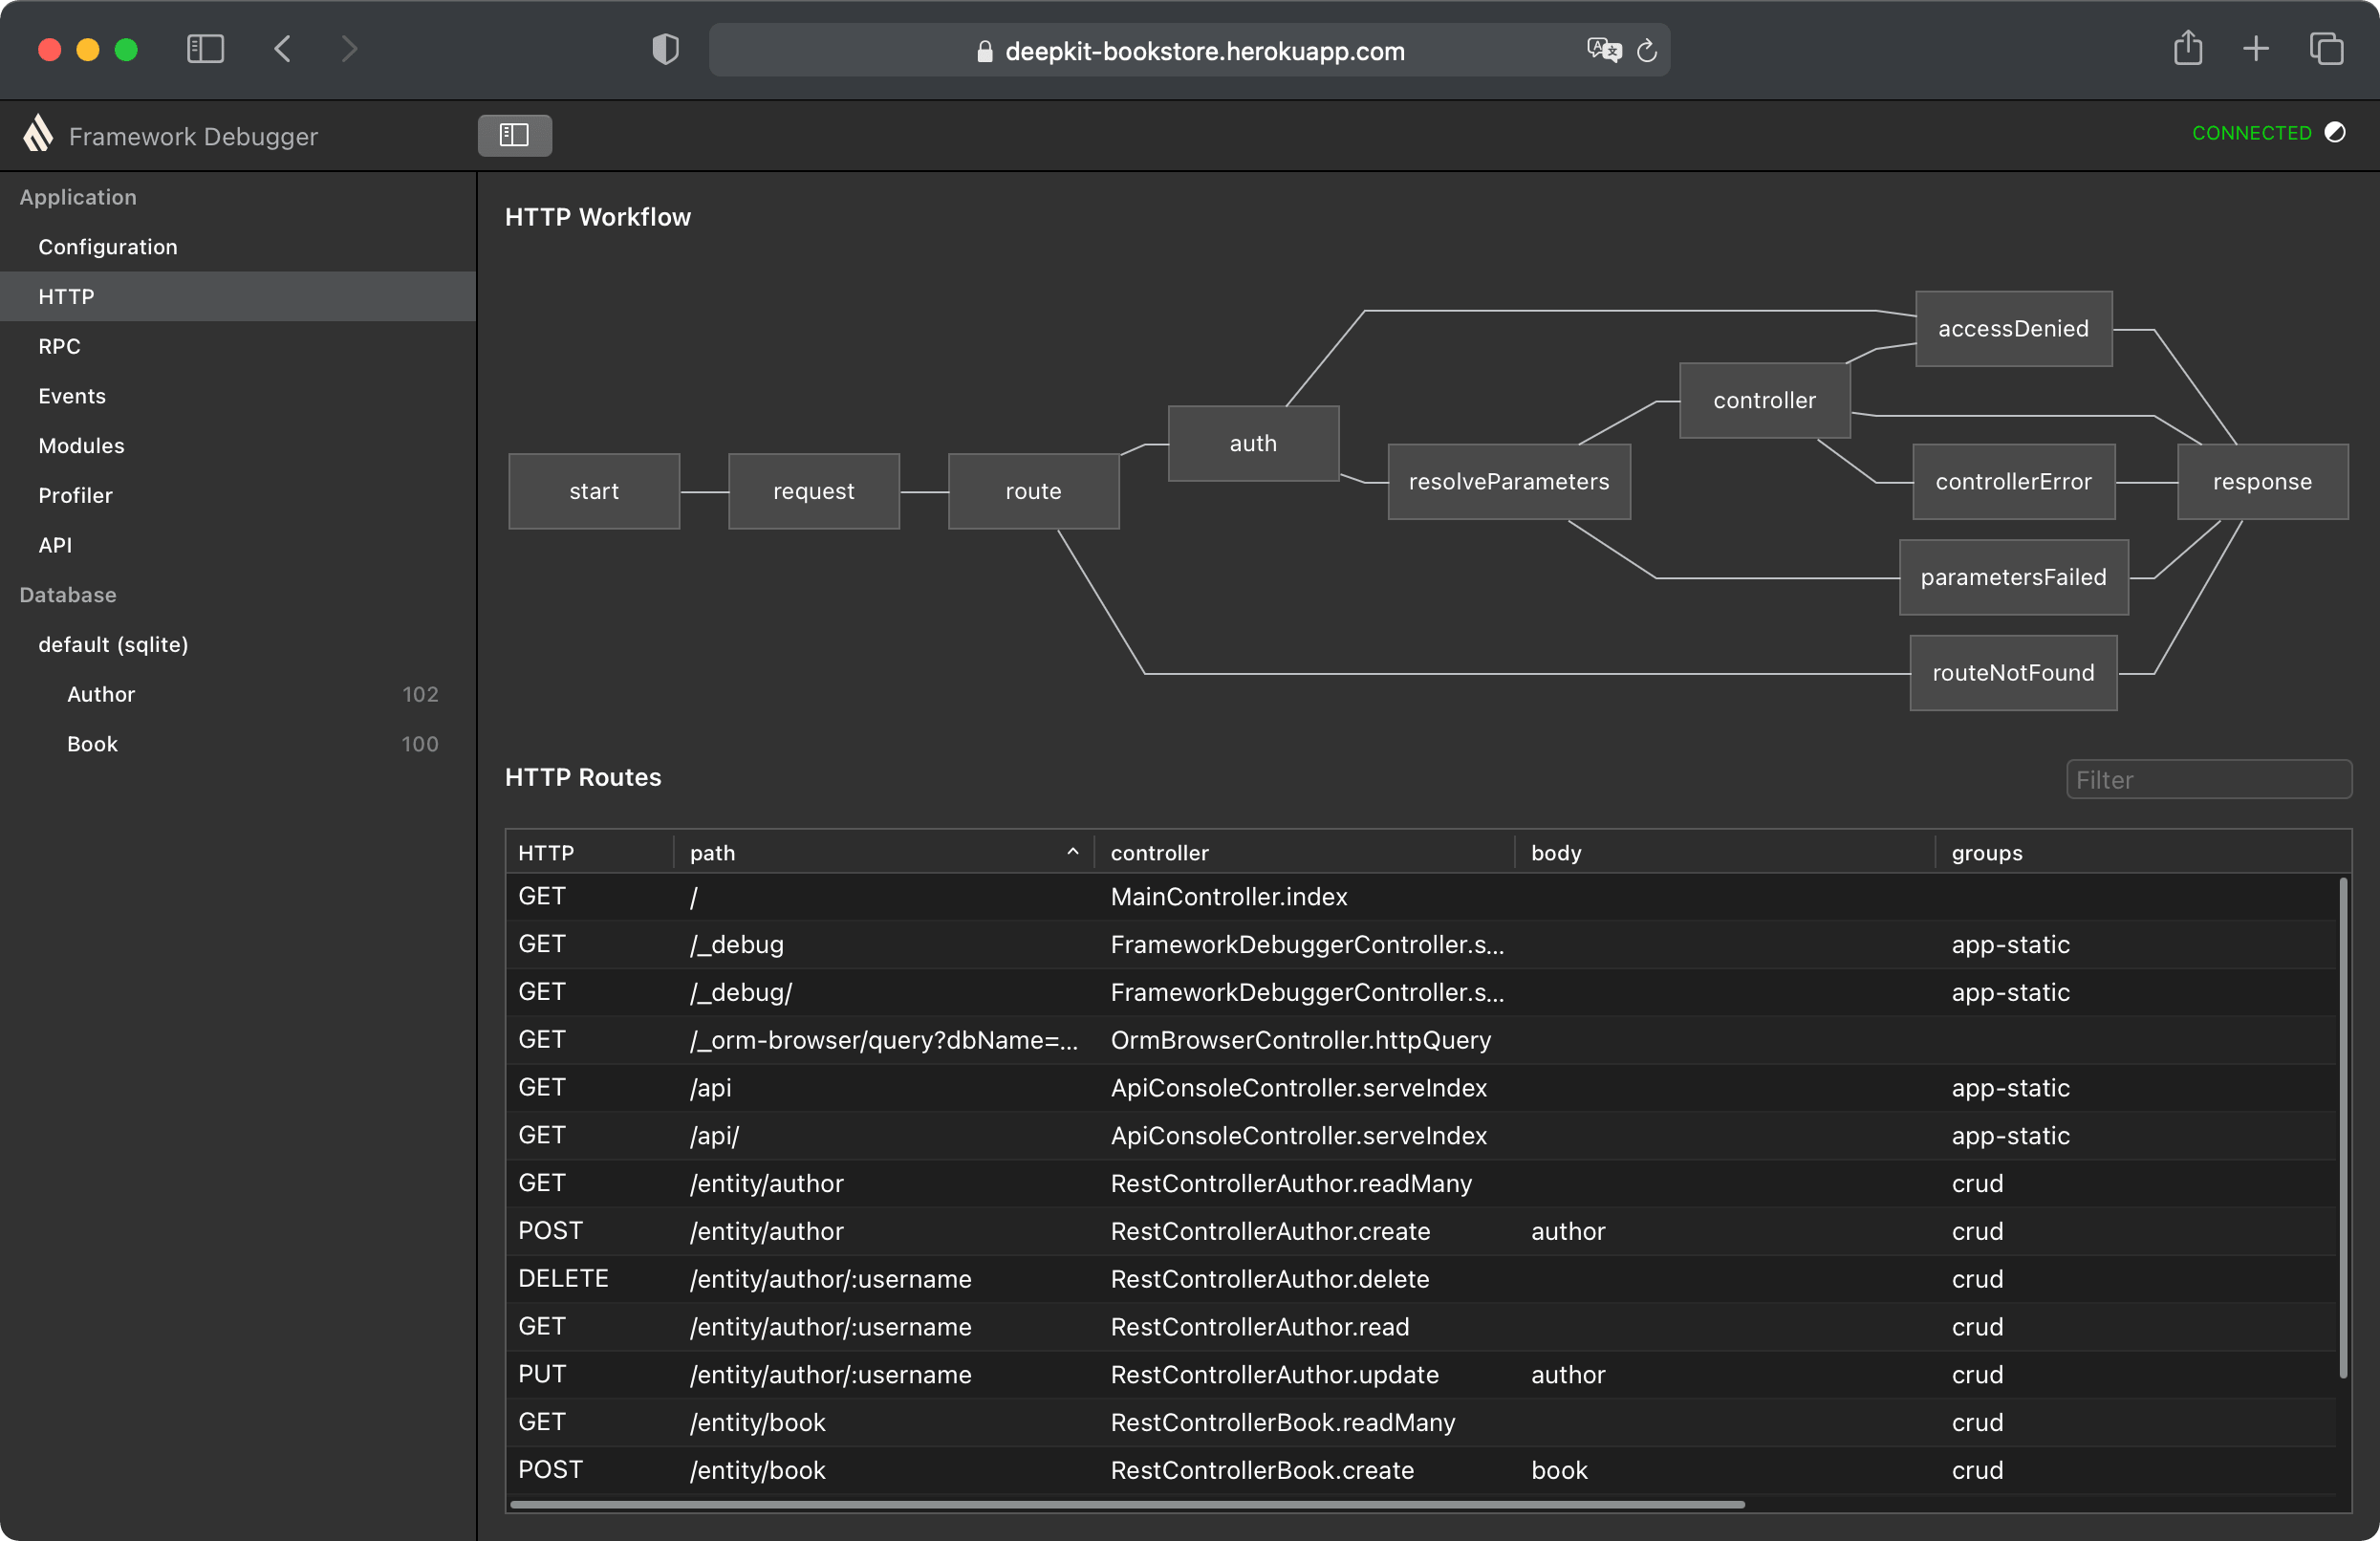 deepkit-bookstore.herokuapp.com
Framework Debugger
CONNECTED
Application
Configuration
HTTP
RPC
Events
Modules
Profiler
API
Database
default (sqlite)
Author 102
Book 100
HTTP Workflow
start
request
route
auth
resolveParameters
controller
accessDenied
controllerError
parametersFailed
routeNotFound
response
HTTP Routes
Filter
HTTP path controller body groups
GET / MainController.index
GET /_debug FrameworkDebuggerController.s... app-static
GET /_debug/ FrameworkDebuggerController.s... app-static
GET /_orm-browser/query?dbName=... OrmBrowserController.httpQuery
GET /api ApiConsoleController.serveIndex app-static
GET /api/ ApiConsoleController.serveIndex app-static
GET /entity/author RestControllerAuthor.readMany crud
POST /entity/author RestControllerAuthor.create author crud
DELETE /entity/author/:username RestControllerAuthor.delete crud
GET /entity/author/:username RestControllerAuthor.read crud
PUT /entity/author/:username RestControllerAuthor.update author crud
GET /entity/book RestControllerBook.readMany crud
POST /entity/book RestControllerBook.create book crud